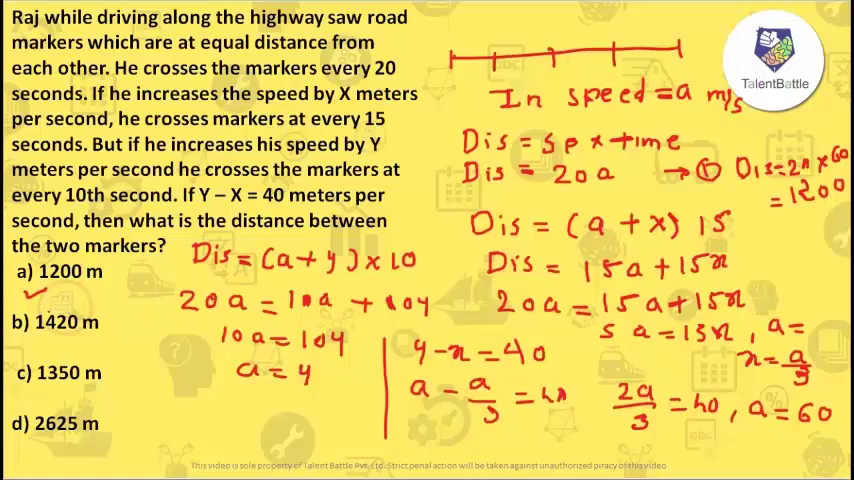 Raj while driving along the highway saw road
markers which are at equal distance from
each other. He crosses the markers every 20
seconds. If he increases the speed by X meters
per second, he crosses markers at every 15
seconds. But if he increases his speed by Y
meters per second he crosses the markers at
every 10th second. If Y – X = 40 meters per
second, then what is the distance between
the two markers?
a) 1200 m
b) 1420 m
c) 1350 m
d) 2625 m
TalentBattle
In speed = a m/s
Dis = sp x time
Dis = 20a → ①
Dis = 20 x 60
= 1200
Dis = (a + x) 15
Dis = 15a + 15x
20a = 15a + 15x
5a = 15x, a =
x = a/3
Dis = (a + y) x 10
20a = 10a + 10y
10a = 10y
a = y
y - x = 40
a - a/3 = 40
2a/3 = 40, a = 60
This video is sole property of Talent Battle Pvt. Ltd. Strict penal action will be taken against unauthorized piracy of this video